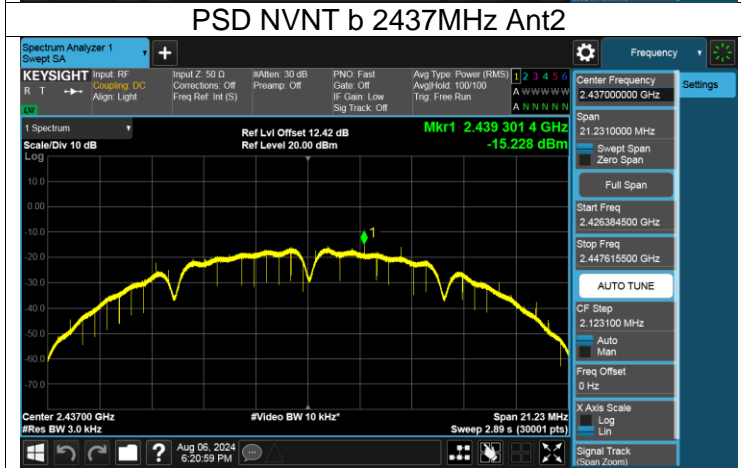 PSD NVNT b 2437MHz Ant2
Spectrum Analyzer 1
Swept SA
Frequency
KEYSIGHT
R T
LXI
Input: RF
Coupling: DC
Align: Light
Input Z: 50 Ω
Corrections: Off
Freq Ref: Int (S)
#Atten: 30 dB
Preamp: Off
PNO: Fast
Gate: Off
IF Gain: Low
Sig Track: Off
Avg Type: Power (RMS)
Avg|Hold: 100/100
Trig: Free Run
1 2 3 4 5 6
A W W W W W
A N N N N N
Center Frequency
2.437000000 GHz
Settings
Span
21.2310000 MHz
Swept Span
Zero Span
Full Span
Start Freq
2.426384500 GHz
Stop Freq
2.447615500 GHz
AUTO TUNE
CF Step
2.123100 MHz
Auto
Man
Freq Offset
0 Hz
X Axis Scale
Log
Lin
Signal Track
(Span Zoom)
1 Spectrum
Scale/Div 10 dB
Log
Ref Lvl Offset 12.42 dB
Ref Level 20.00 dBm
Mkr1 2.439 301 4 GHz
-15.228 dBm
10.0
0.00
-10.0
-20.0
-30.0
-40.0
-50.0
-60.0
-70.0
1
Center 2.43700 GHz
#Res BW 3.0 kHz
#Video BW 10 kHz*
Span 21.23 MHz
Sweep 2.89 s (30001 pts)
?
Aug 06, 2024
6:20:59 PM